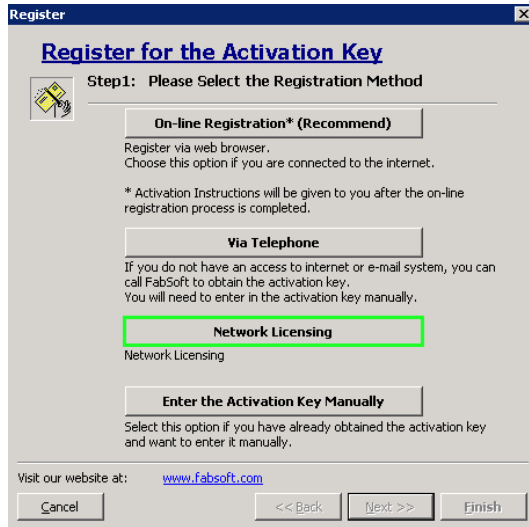 Register
Register for the Activation Key
Step1: Please Select the Registration Method
On-line Registration* (Recommend)
Register via web browser.
Choose this option if you are connected to the internet.
* Activation Instructions will be given to you after the on-line
registration process is completed.
Via Telephone
If you do not have an access to internet or e-mail system, you can
call FabSoft to obtain the activation key.
You will need to enter in the activation key manually.
Network Licensing
Network Licensing
Enter the Activation Key Manually
Select this option if you have already obtained the activation key
and want to enter it manually.
Visit our website at: www.fabsoft.com
Cancel << Back Next >> Finish